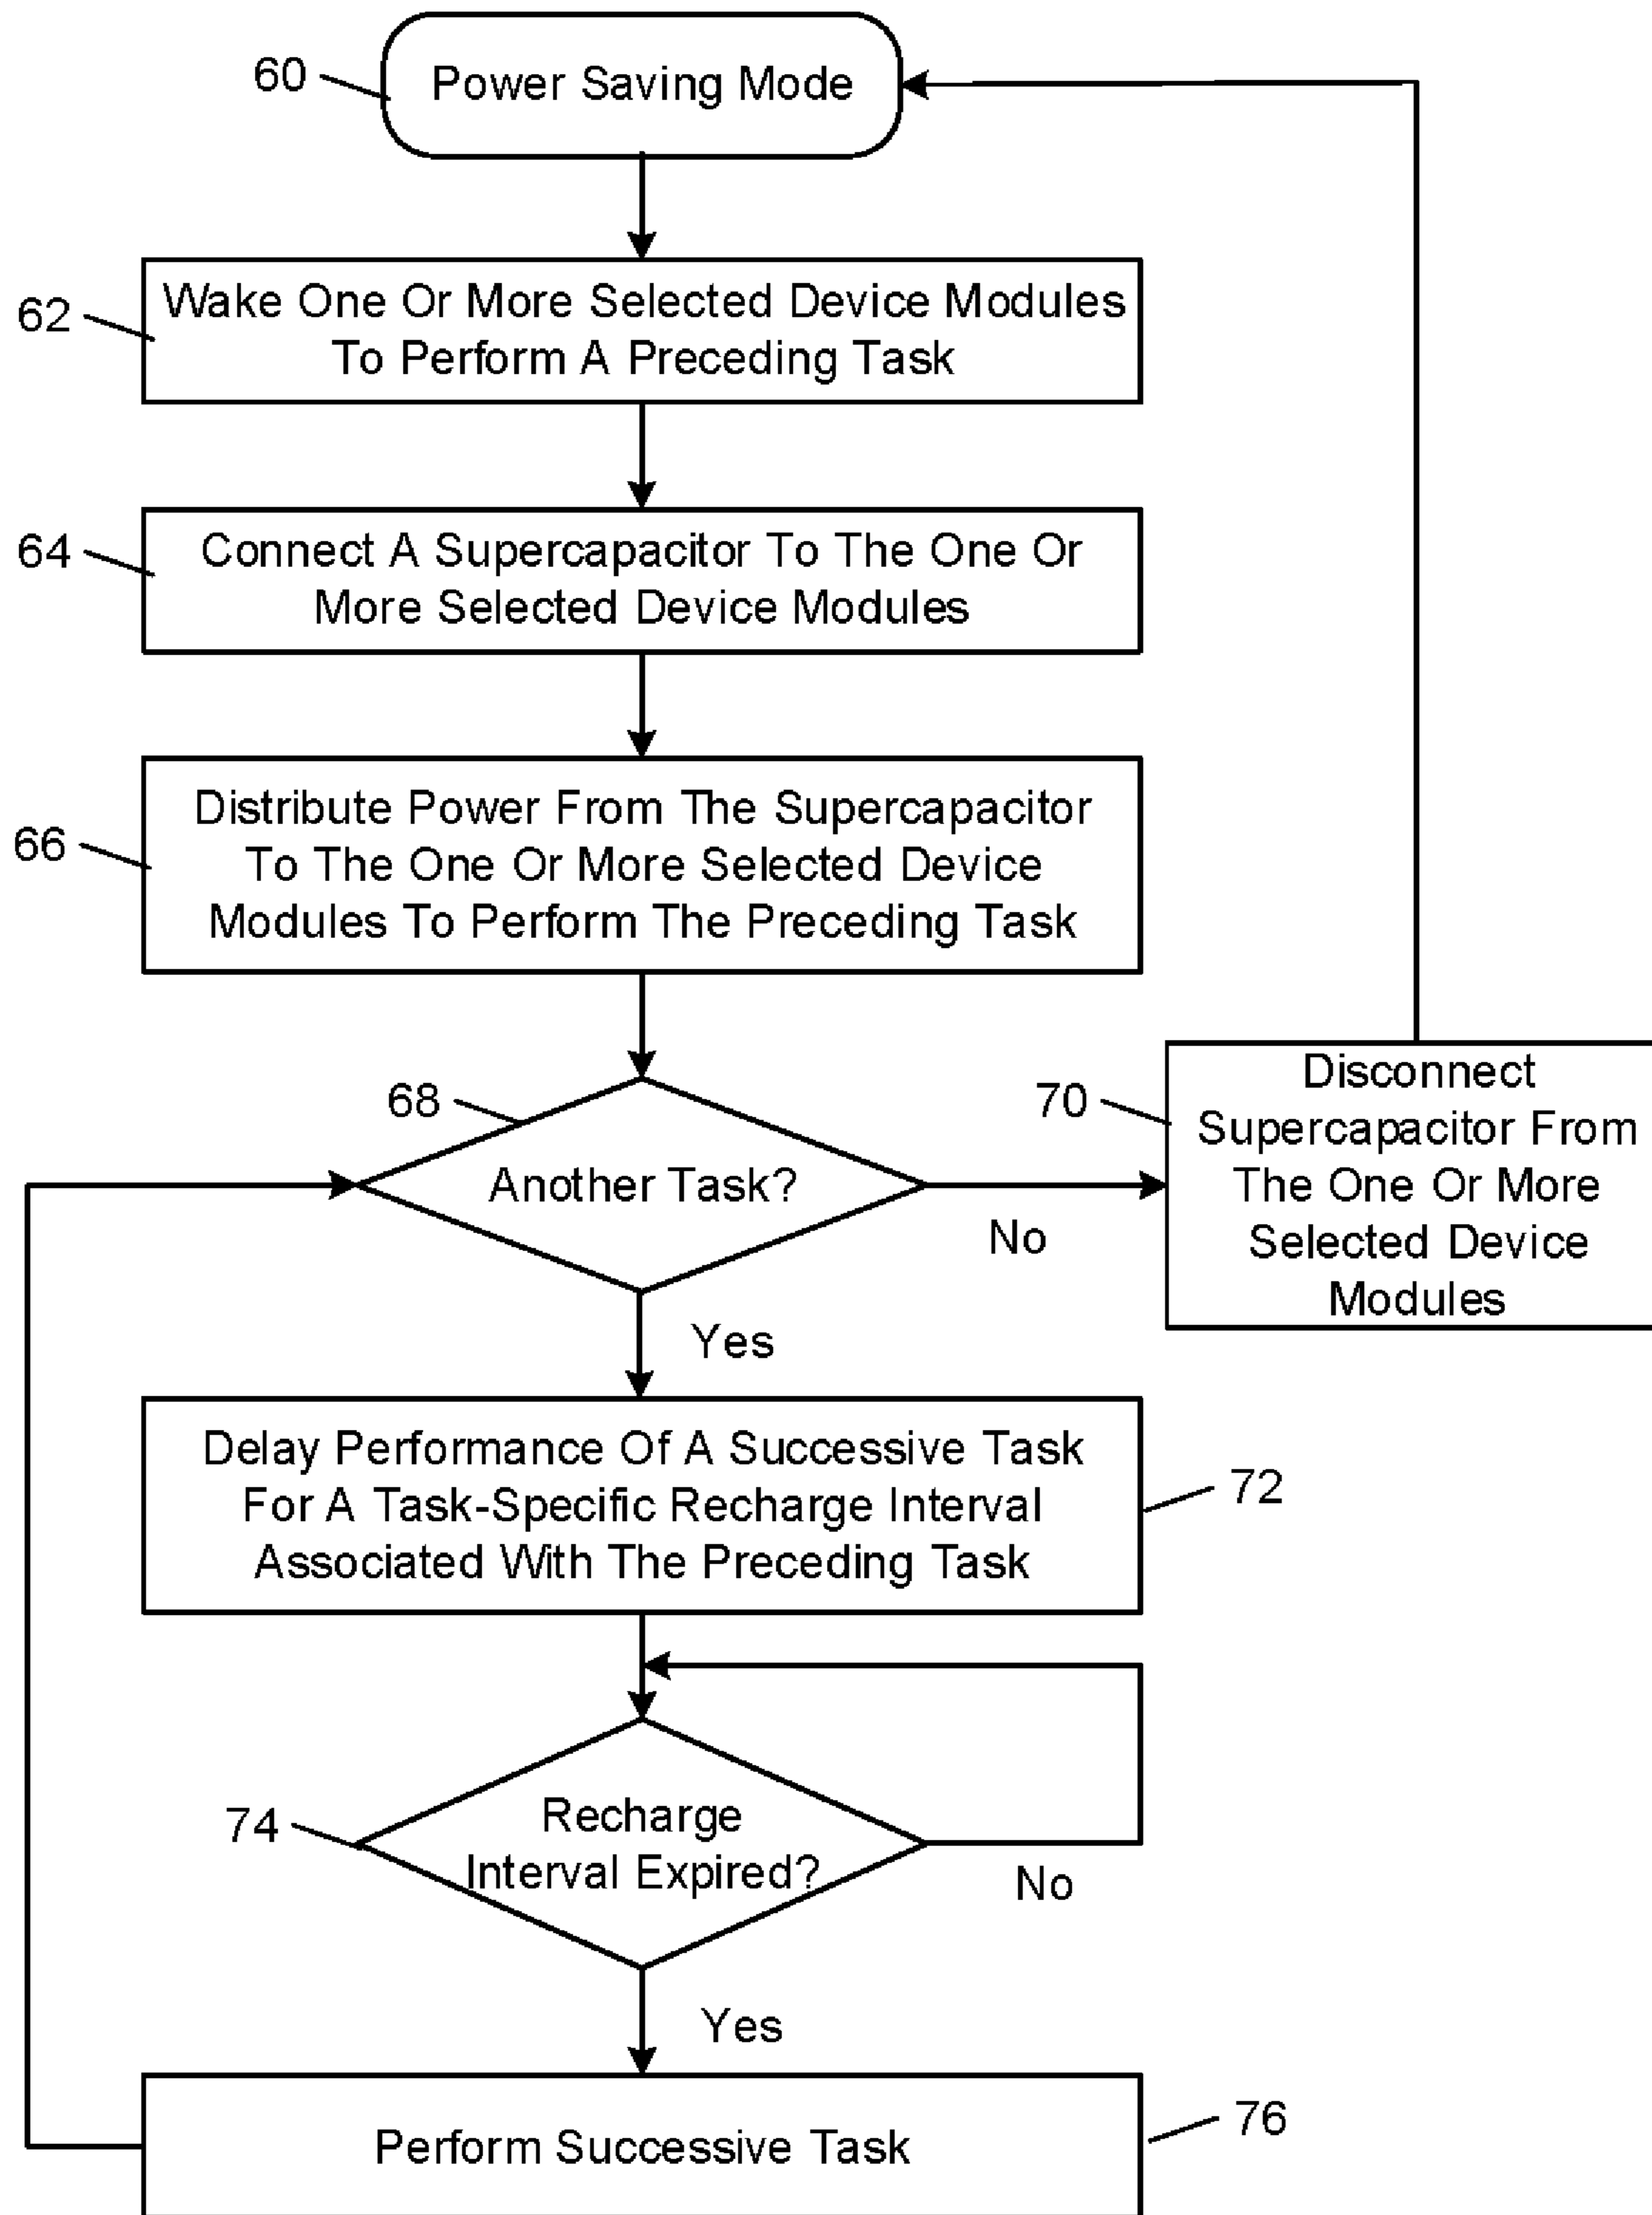 60
Power Saving Mode
62
Wake One Or More Selected Device Modules
To Perform A Preceding Task
64
Connect A Supercapacitor To The One Or
More Selected Device Modules
66
Distribute Power From The Supercapacitor
To The One Or More Selected Device
Modules To Perform The Preceding Task
68
Another Task?
No
70
Disconnect
Supercapacitor From
The One Or More
Selected Device
Modules
Yes
Delay Performance Of A Successive Task
For A Task-Specific Recharge Interval
Associated With The Preceding Task
72
74
Recharge
Interval Expired?
No
Yes
Perform Successive Task
76